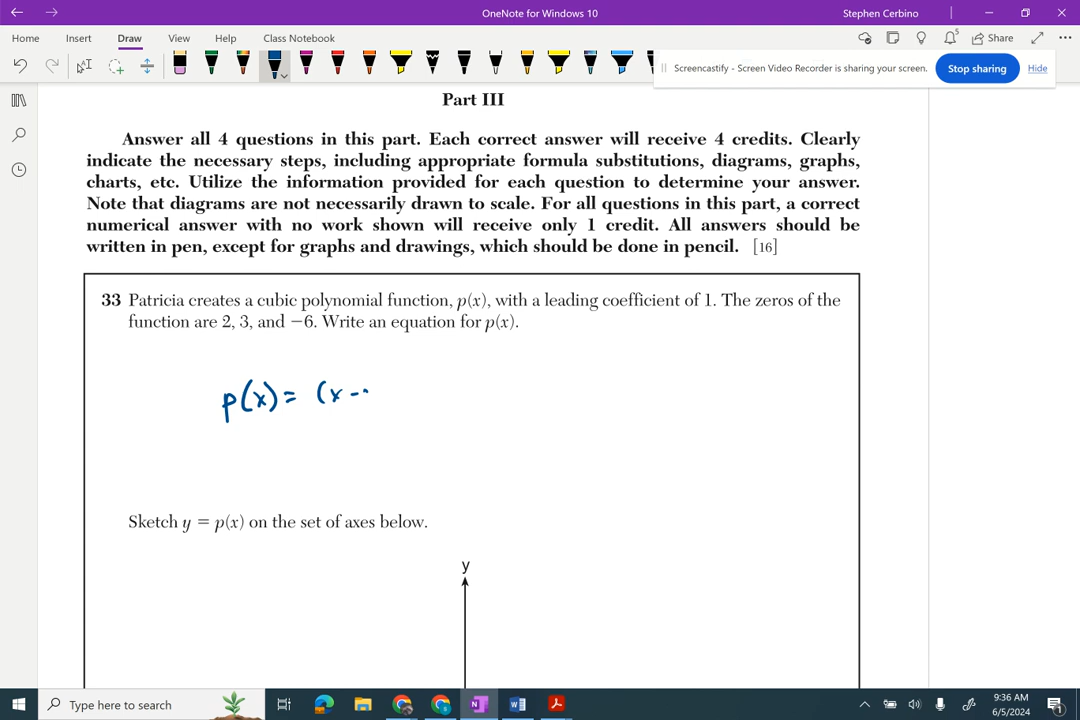 OneNote for Windows 10
Stephen Cerbino
Home Insert Draw View Help Class Notebook
5
Share
Screencastify - Screen Video Recorder is sharing your screen.
Stop sharing
Hide
Part III
Answer all 4 questions in this part. Each correct answer will receive 4 credits. Clearly
indicate the necessary steps, including appropriate formula substitutions, diagrams, graphs,
charts, etc. Utilize the information provided for each question to determine your answer.
Note that diagrams are not necessarily drawn to scale. For all questions in this part, a correct
numerical answer with no work shown will receive only 1 credit. All answers should be
written in pen, except for graphs and drawings, which should be done in pencil. [16]
33 Patricia creates a cubic polynomial function, p(x), with a leading coefficient of 1. The zeros of the
function are 2, 3, and −6. Write an equation for p(x).
p(x) = (x -
Sketch y = p(x) on the set of axes below.
y
Type here to search
9:36 AM
6/5/2024
1